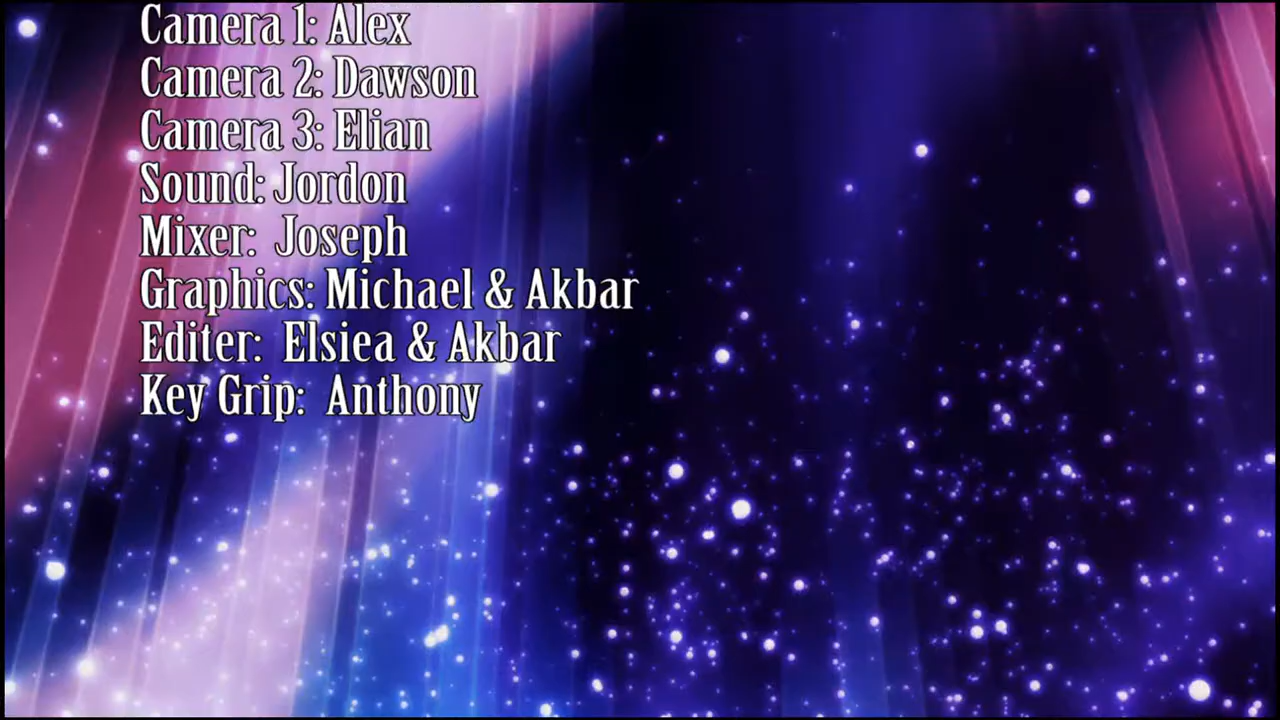 Camera 1: Alex
Camera 2: Dawson
Camera 3: Elian
Sound: Jordon
Mixer: Joseph
Graphics: Michael & Akbar
Editer: Elsiea & Akbar
Key Grip: Anthony